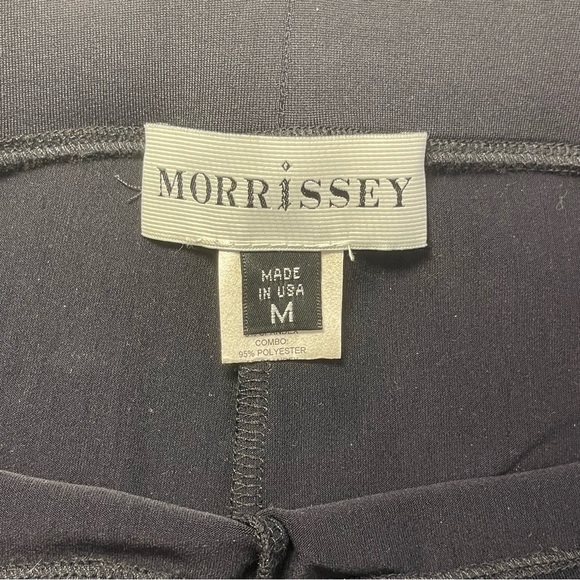 MORRiSSEY
MADE
IN USA
M
COMBO:
95% POLYESTER